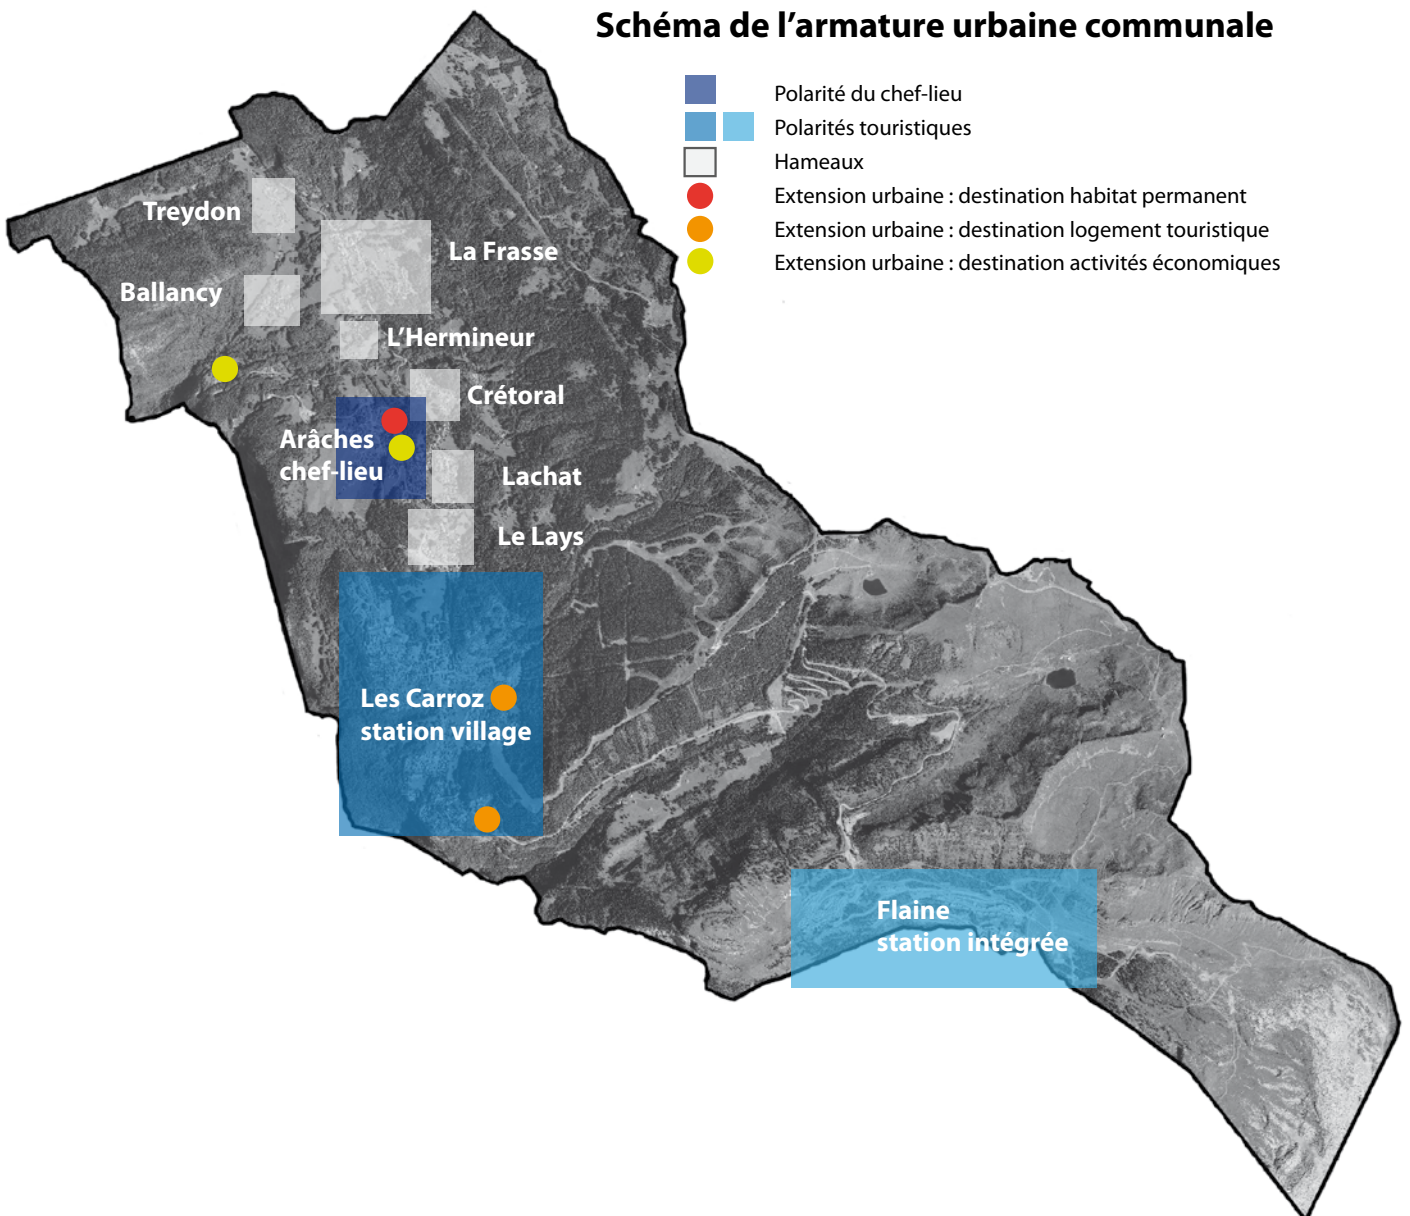 Schéma de l’armature urbaine communale
Polarité du chef-lieu
Polarités touristiques
Hameaux
Extension urbaine : destination habitat permanent
Extension urbaine : destination logement touristique
Extension urbaine : destination activités économiques
Treydon
La Frasse
Ballancy
L’Hermineur
Crétoral
Arâches
chef-lieu
Lachat
Le Lays
Les Carroz
station village
Flaine
station intégrée